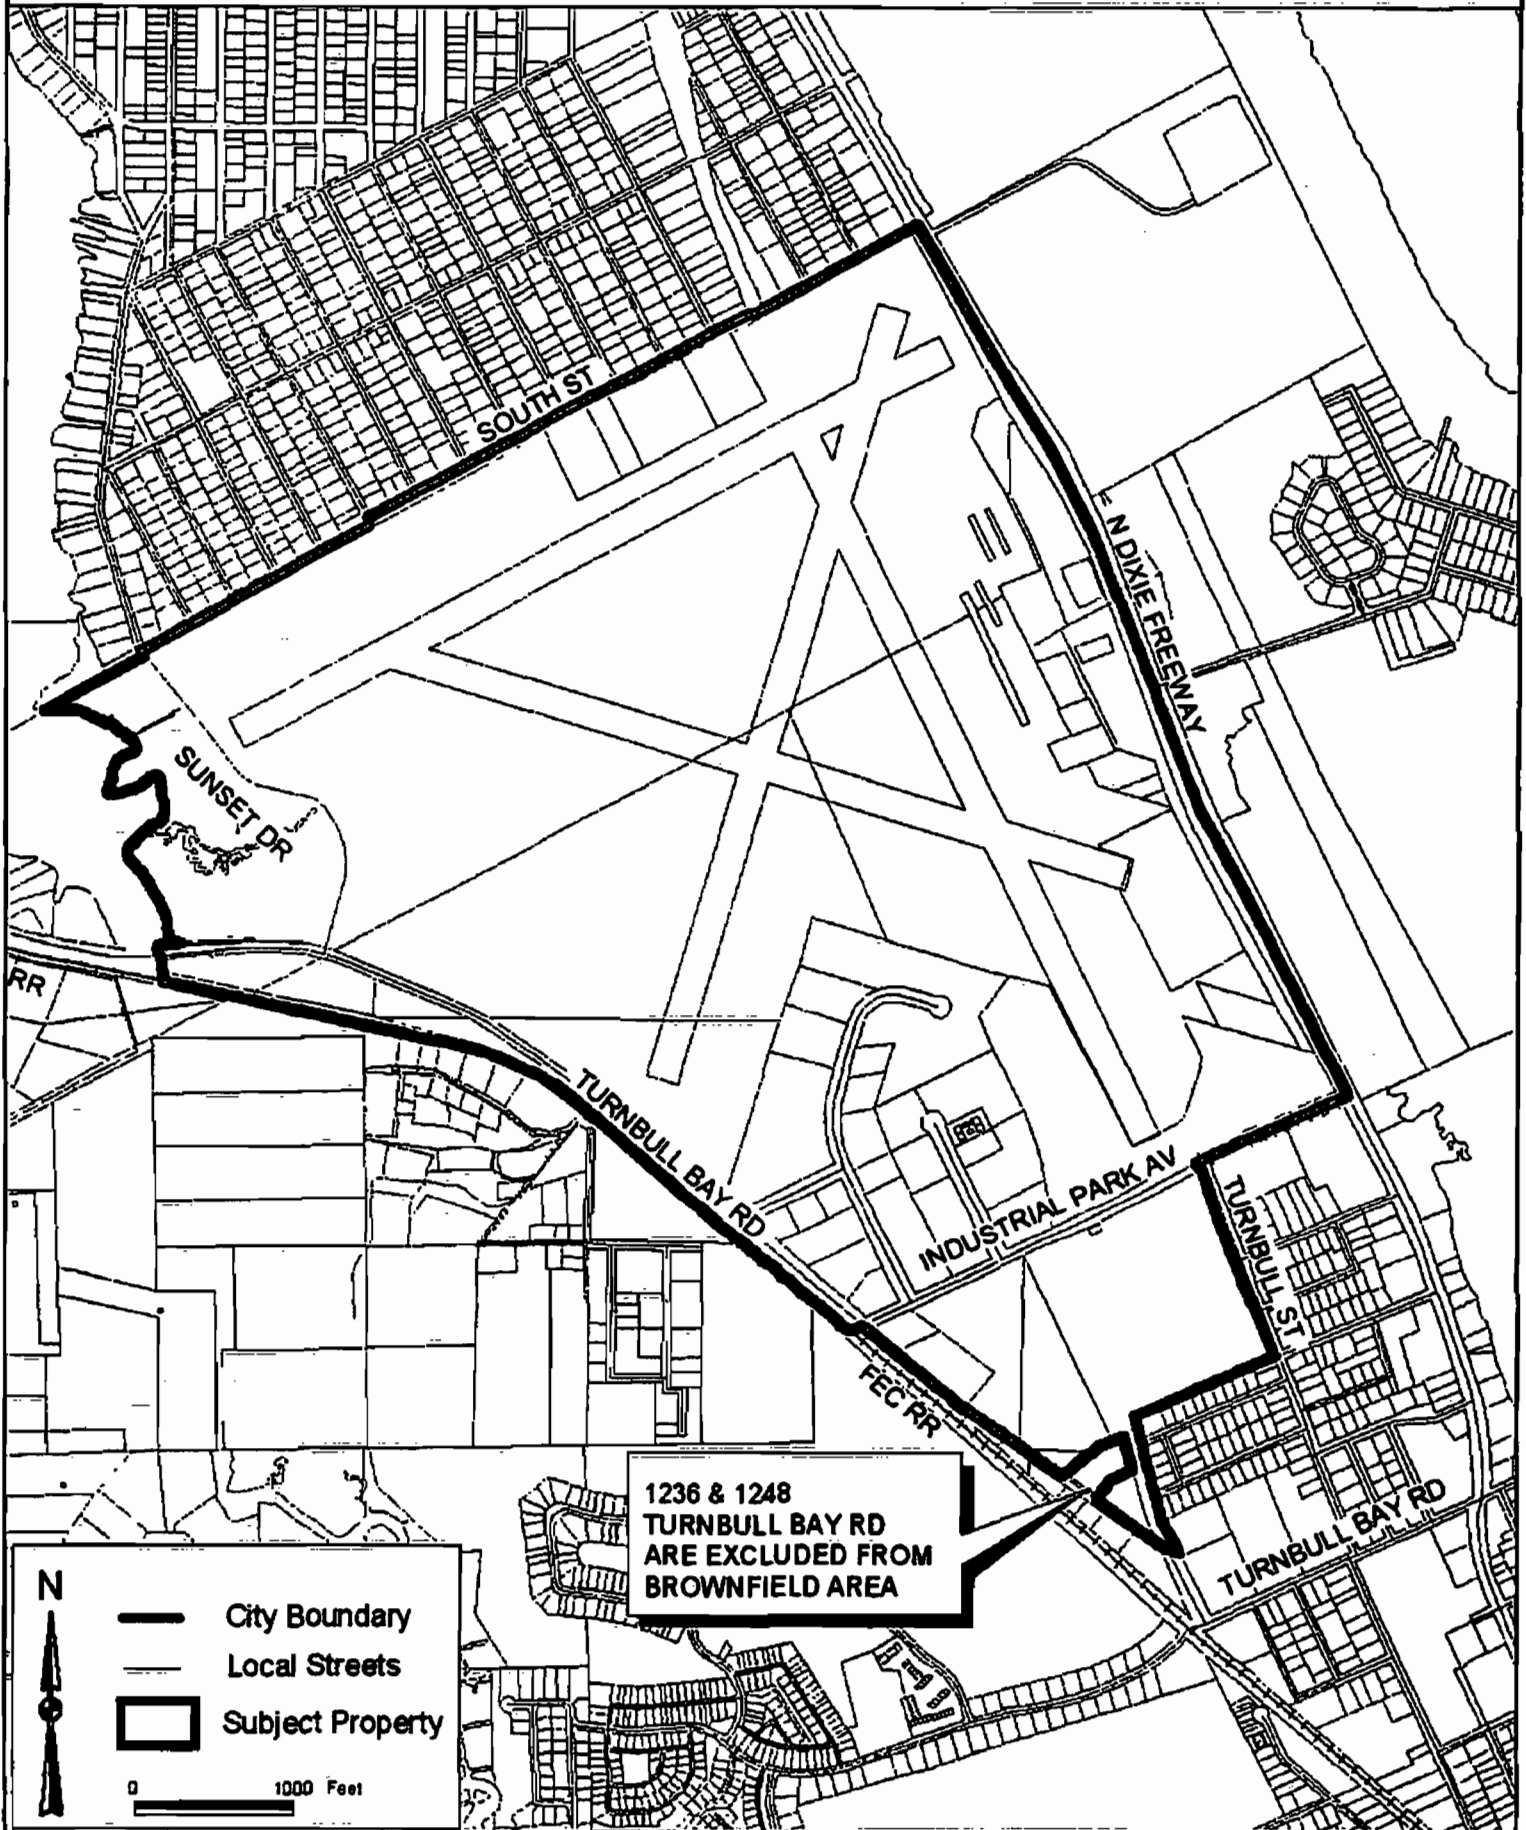 SOUTH ST
N DIXIE FREEWAY
SUNSET DR
RR
TURNBULL BAY RD
INDUSTRIAL PARK AV
TURNBULL ST
FEC RR
TURNBULL BAY RD
1236 & 1248
TURNBULL BAY RD
ARE EXCLUDED FROM
BROWNFIELD AREA
N
City Boundary
Local Streets
Subject Property
0 1000 Feet